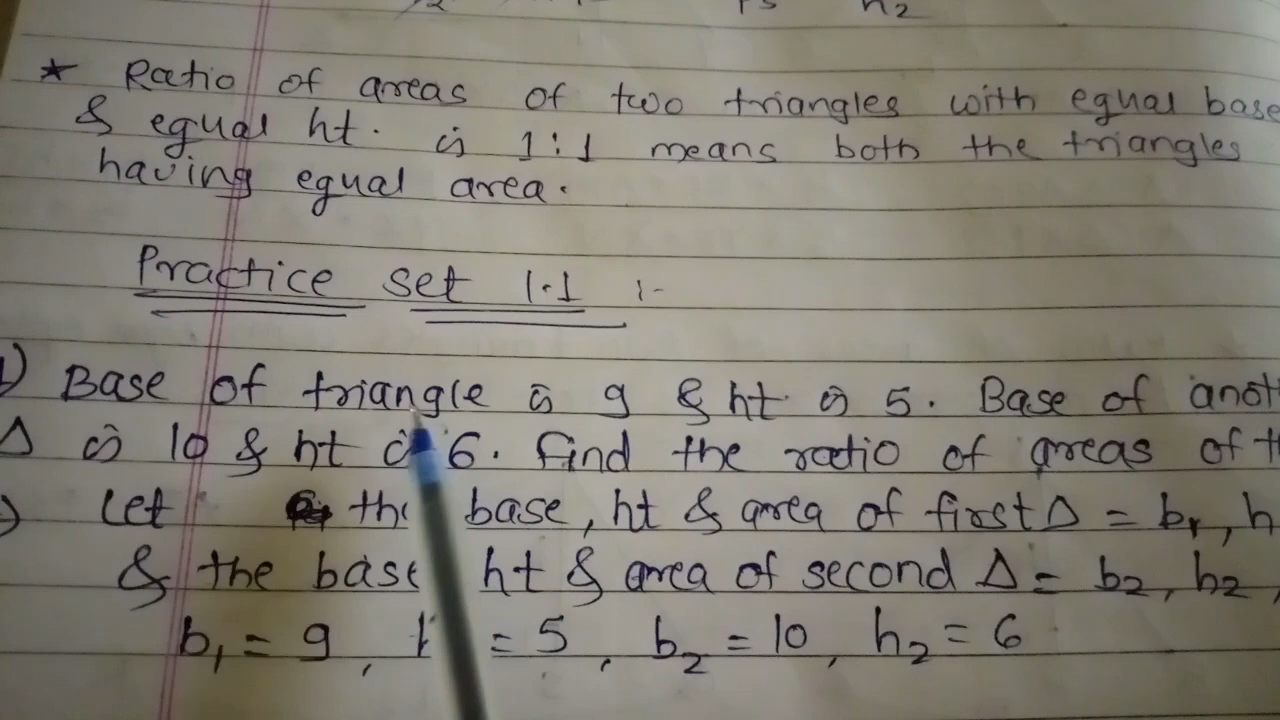 h2
* Ratio of areas of two triangles with equal base
& equal ht. is 1:1 means both the triangles
having equal area.
Practice set 1.1 :-
1) Base of triangle is 9 & ht is 5. Base of anot
Δ is 10 & ht is 6. Find the ratio of areas of t
Let the base, ht & area of first Δ = b1, h
& the base ht & area of second Δ = b2, h2,
b1 = 9, = 5, b2 = 10, h2 = 6